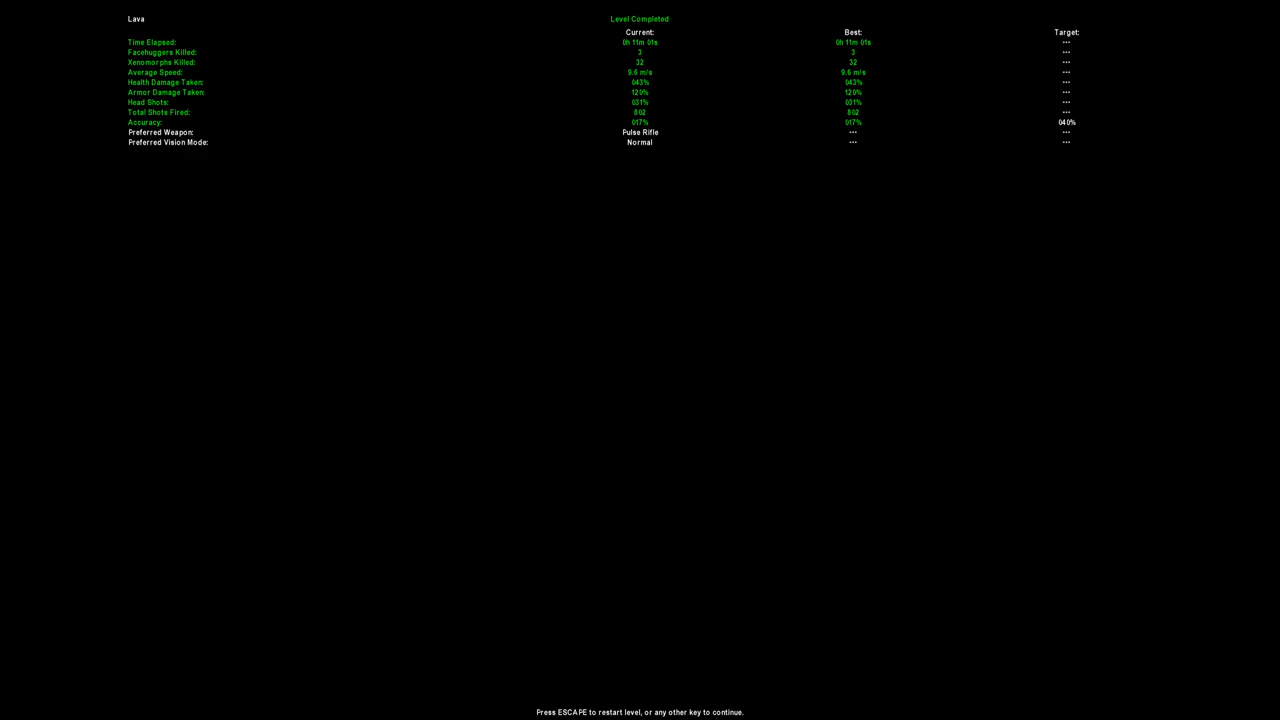 Lava Level Completed
Current: Best: Target:
Time Elapsed: 0h 11m 01s 0h 11m 01s ---
Facehuggers Killed: 3 3 ---
Xenomorphs Killed: 32 32 ---
Average Speed: 9.6 m/s 9.6 m/s ---
Health Damage Taken: 043% 043% ---
Armor Damage Taken: 120% 120% ---
Head Shots: 031% 031% ---
Total Shots Fired: 802 802 ---
Accuracy: 017% 017% 040%
Preferred Weapon: Pulse Rifle --- ---
Preferred Vision Mode: Normal --- ---
Press ESCAPE to restart level, or any other key to continue.